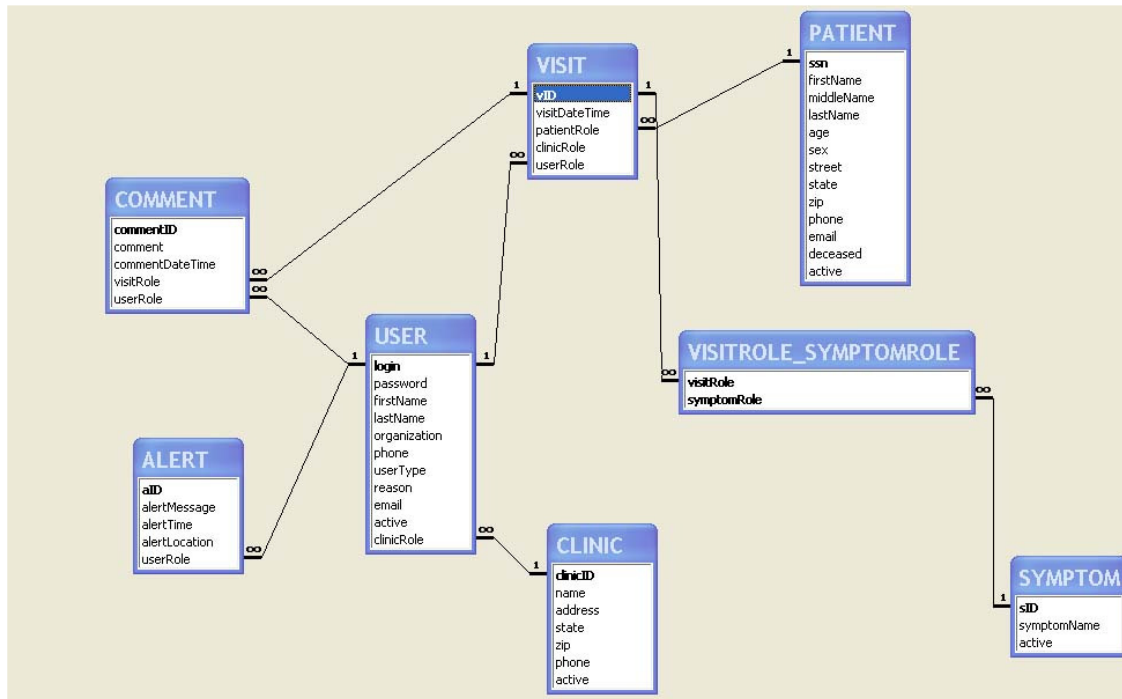 PATIENT
ssn
firstName
middleName
lastName
age
sex
street
state
zip
phone
email
deceased
active
1
VISIT
vID
visitDateTime
patientRole
clinicRole
userRole
1
1
∞
∞
COMMENT
commentID
comment
commentDateTime
visitRole
userRole
∞
∞
USER
login
password
firstName
lastName
organization
phone
userType
reason
email
active
clinicRole
1
1
∞
VISITROLE_SYMPTOMROLE
visitRole
symptomRole
∞
∞
ALERT
aID
alertMessage
alertTime
alertLocation
userRole
∞
CLINIC
clinicID
name
address
state
zip
phone
active
1
SYMPTOM
sID
symptomName
active
1